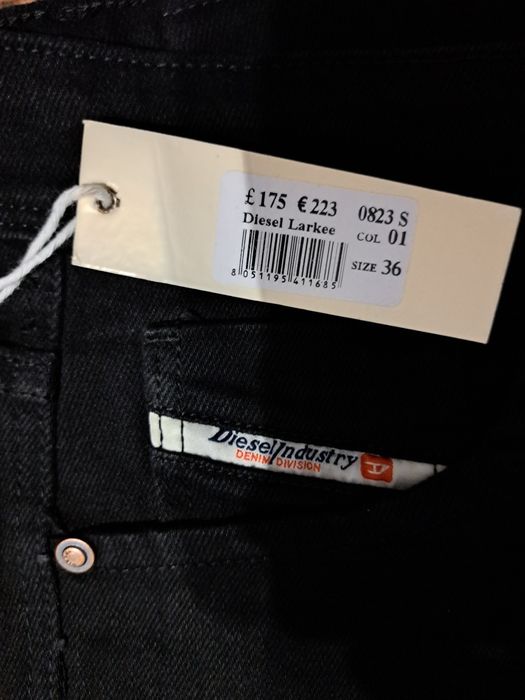 £175 €223 0823 S
Diesel Larkee COL 01
8 051195 411685 SIZE 36
Diesel Industry
DENIM DIVISION